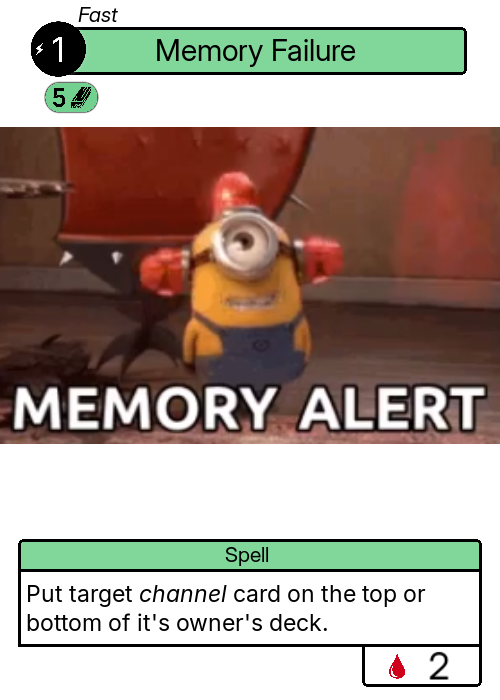 Fast
1
Memory Failure
5
MEMORY ALERT
Spell
Put target channel card on the top or
bottom of it's owner's deck.
2